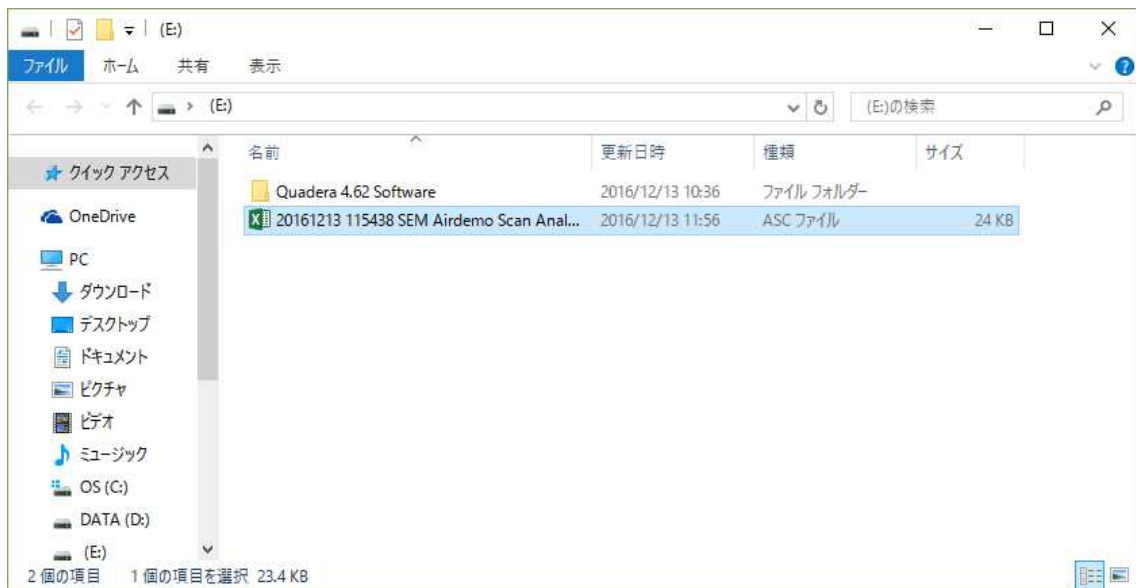 (E:)
ファイル ホーム 共有 表示
(E:) (E:)の検索
名前 更新日時 種類 サイズ
クイック アクセス
Quadera 4.62 Software 2016/12/13 10:36 ファイル フォルダー
OneDrive
20161213 115438 SEM Airdemo Scan Anal... 2016/12/13 11:56 ASC ファイル 24 KB
PC
ダウンロード
デスクトップ
ドキュメント
ピクチャ
ビデオ
ミュージック
OS (C:)
DATA (D:)
(E:)
2 個の項目 1 個の項目を選択 23.4 KB